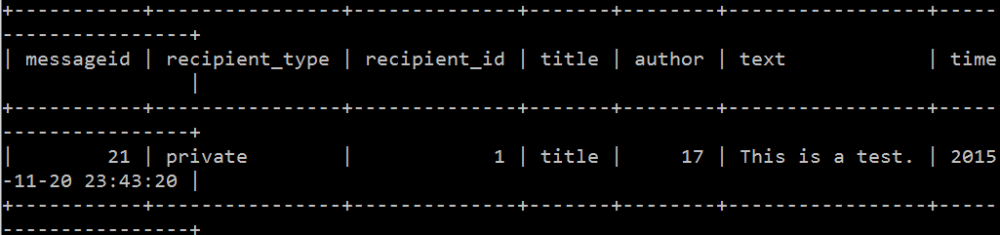 +-----------+----------------+--------------+-------+--------+-----------------+-----
----------------+
| messageid | recipient_type | recipient_id | title | author | text            | time
                |
+-----------+----------------+--------------+-------+--------+-----------------+-----
----------------+
|        21 | private        |            1 | title |     17 | This is a test. | 2015
-11-20 23:43:20 |
+-----------+----------------+--------------+-------+--------+-----------------+-----
----------------+